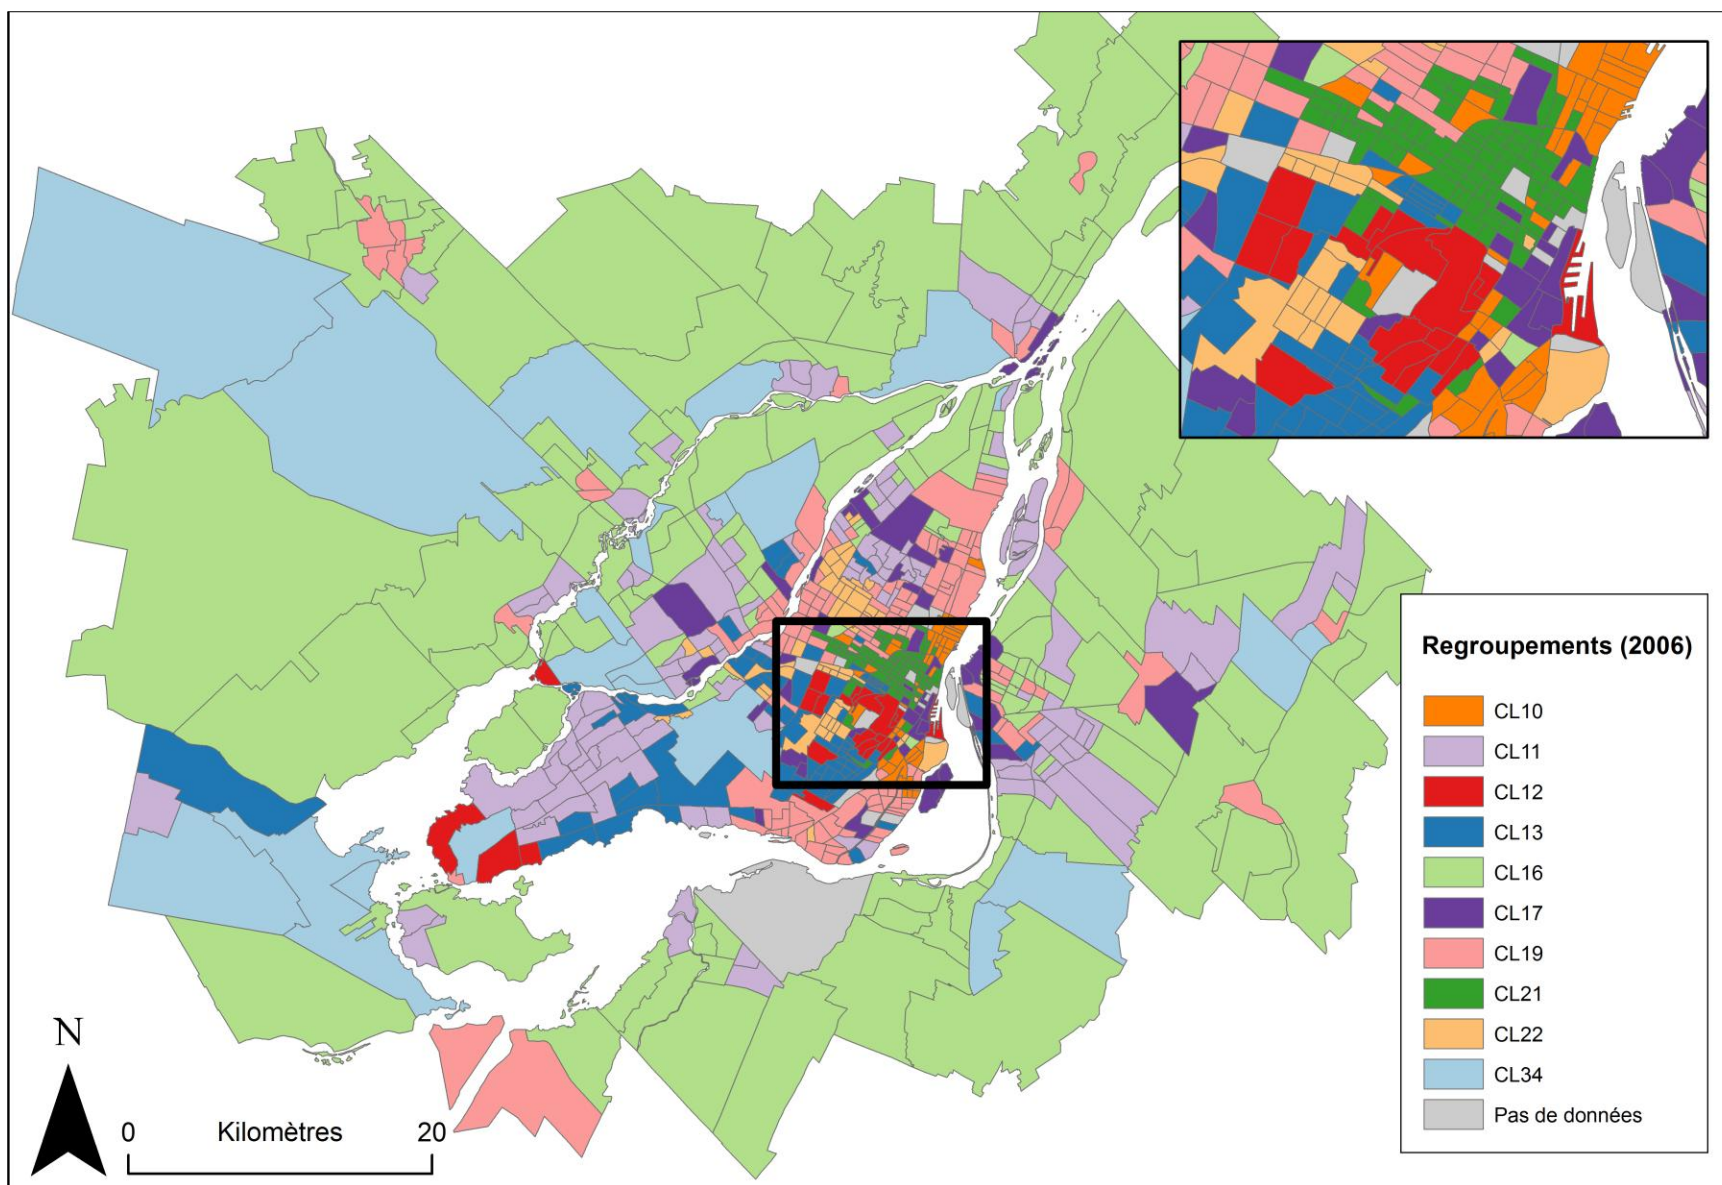 Regroupements (2006)
CL10
CL11
CL12
CL13
CL16
CL17
CL19
CL21
CL22
CL34
Pas de données
N
0 Kilomètres 20